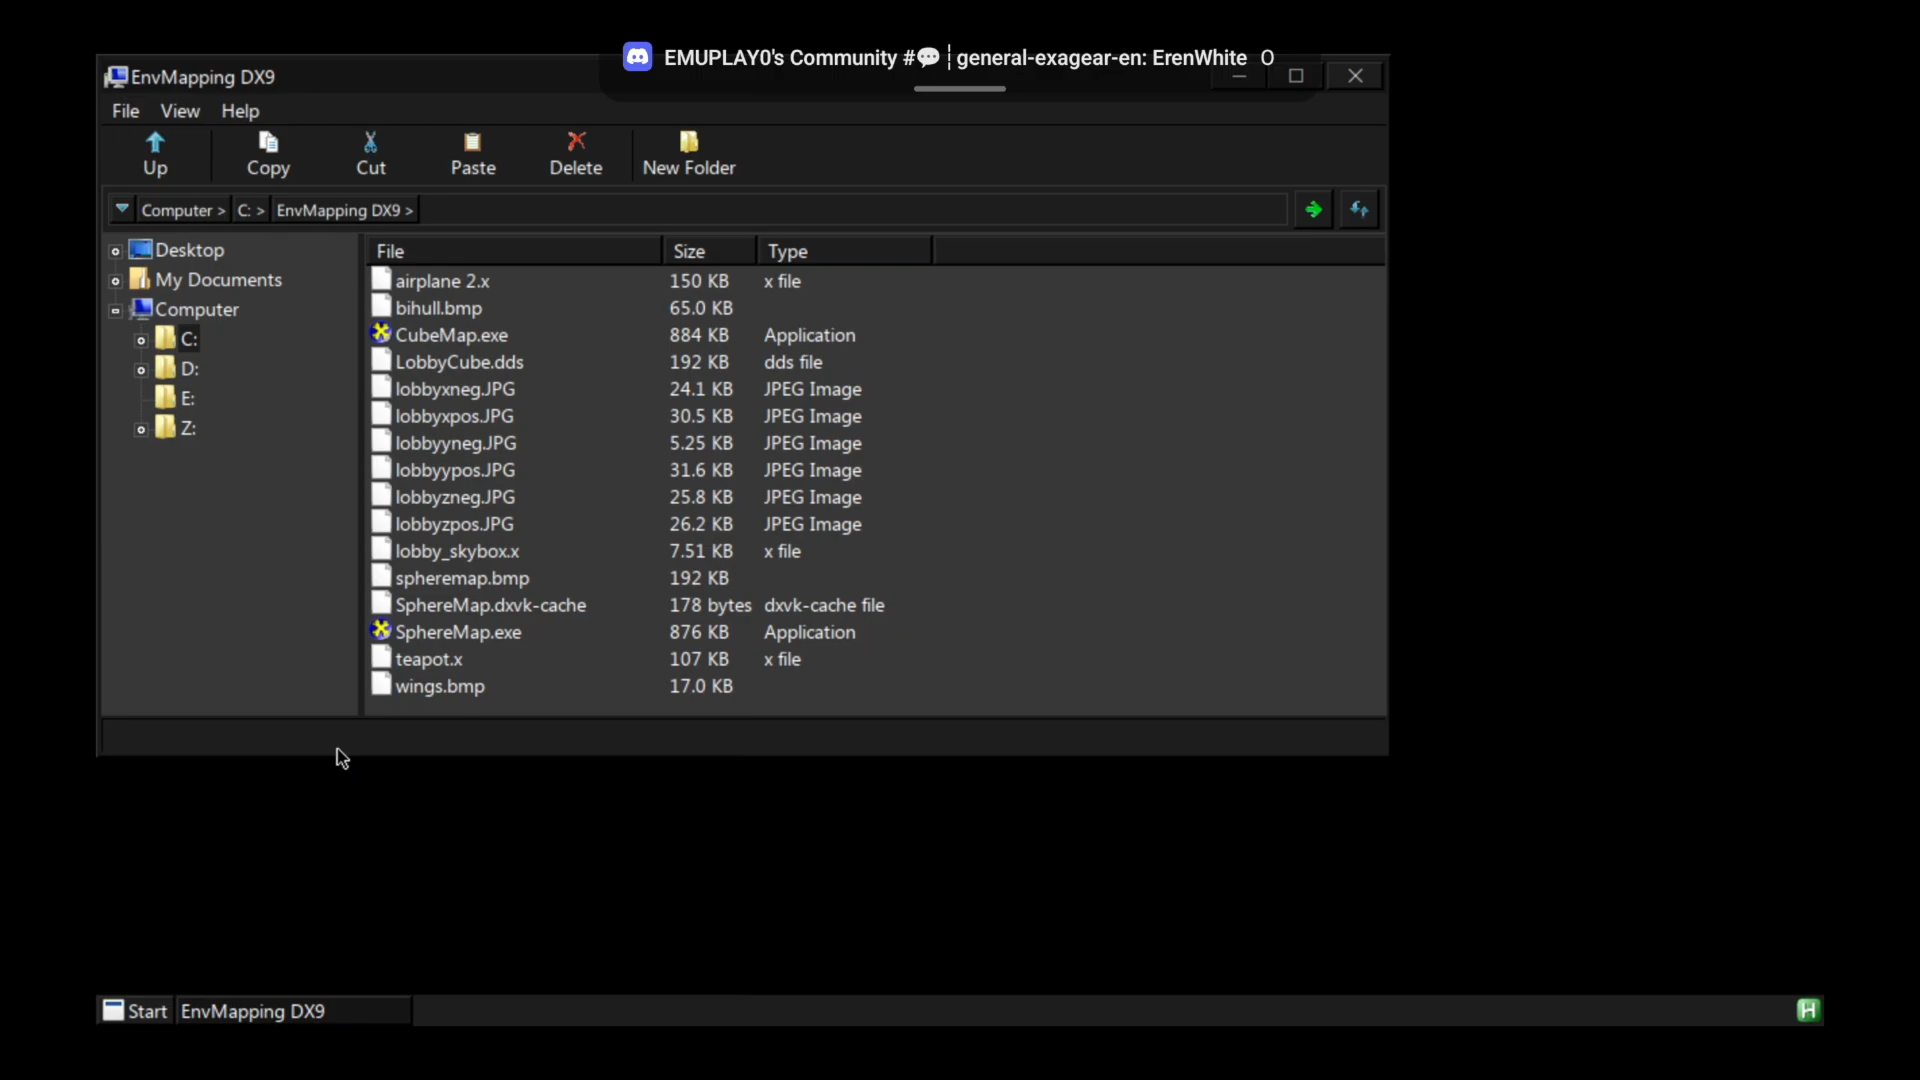 EMUPLAY0's Community #💬 ¦ general-exagear-en: ErenWhite O
EnvMapping DX9
File View Help
Up Copy Cut Paste Delete New Folder
Computer > C: > EnvMapping DX9 >
Desktop
My Documents
Computer
C:
D:
E:
Z:
File Size Type
airplane 2.x 150 KB x file
bihull.bmp 65.0 KB
CubeMap.exe 884 KB Application
LobbyCube.dds 192 KB dds file
lobbyxneg.JPG 24.1 KB JPEG Image
lobbyxpos.JPG 30.5 KB JPEG Image
lobbyyneg.JPG 5.25 KB JPEG Image
lobbyypos.JPG 31.6 KB JPEG Image
lobbyzneg.JPG 25.8 KB JPEG Image
lobbyzpos.JPG 26.2 KB JPEG Image
lobby_skybox.x 7.51 KB x file
spheremap.bmp 192 KB
SphereMap.dxvk-cache 178 bytes dxvk-cache file
SphereMap.exe 876 KB Application
teapot.x 107 KB x file
wings.bmp 17.0 KB
Start EnvMapping DX9 H